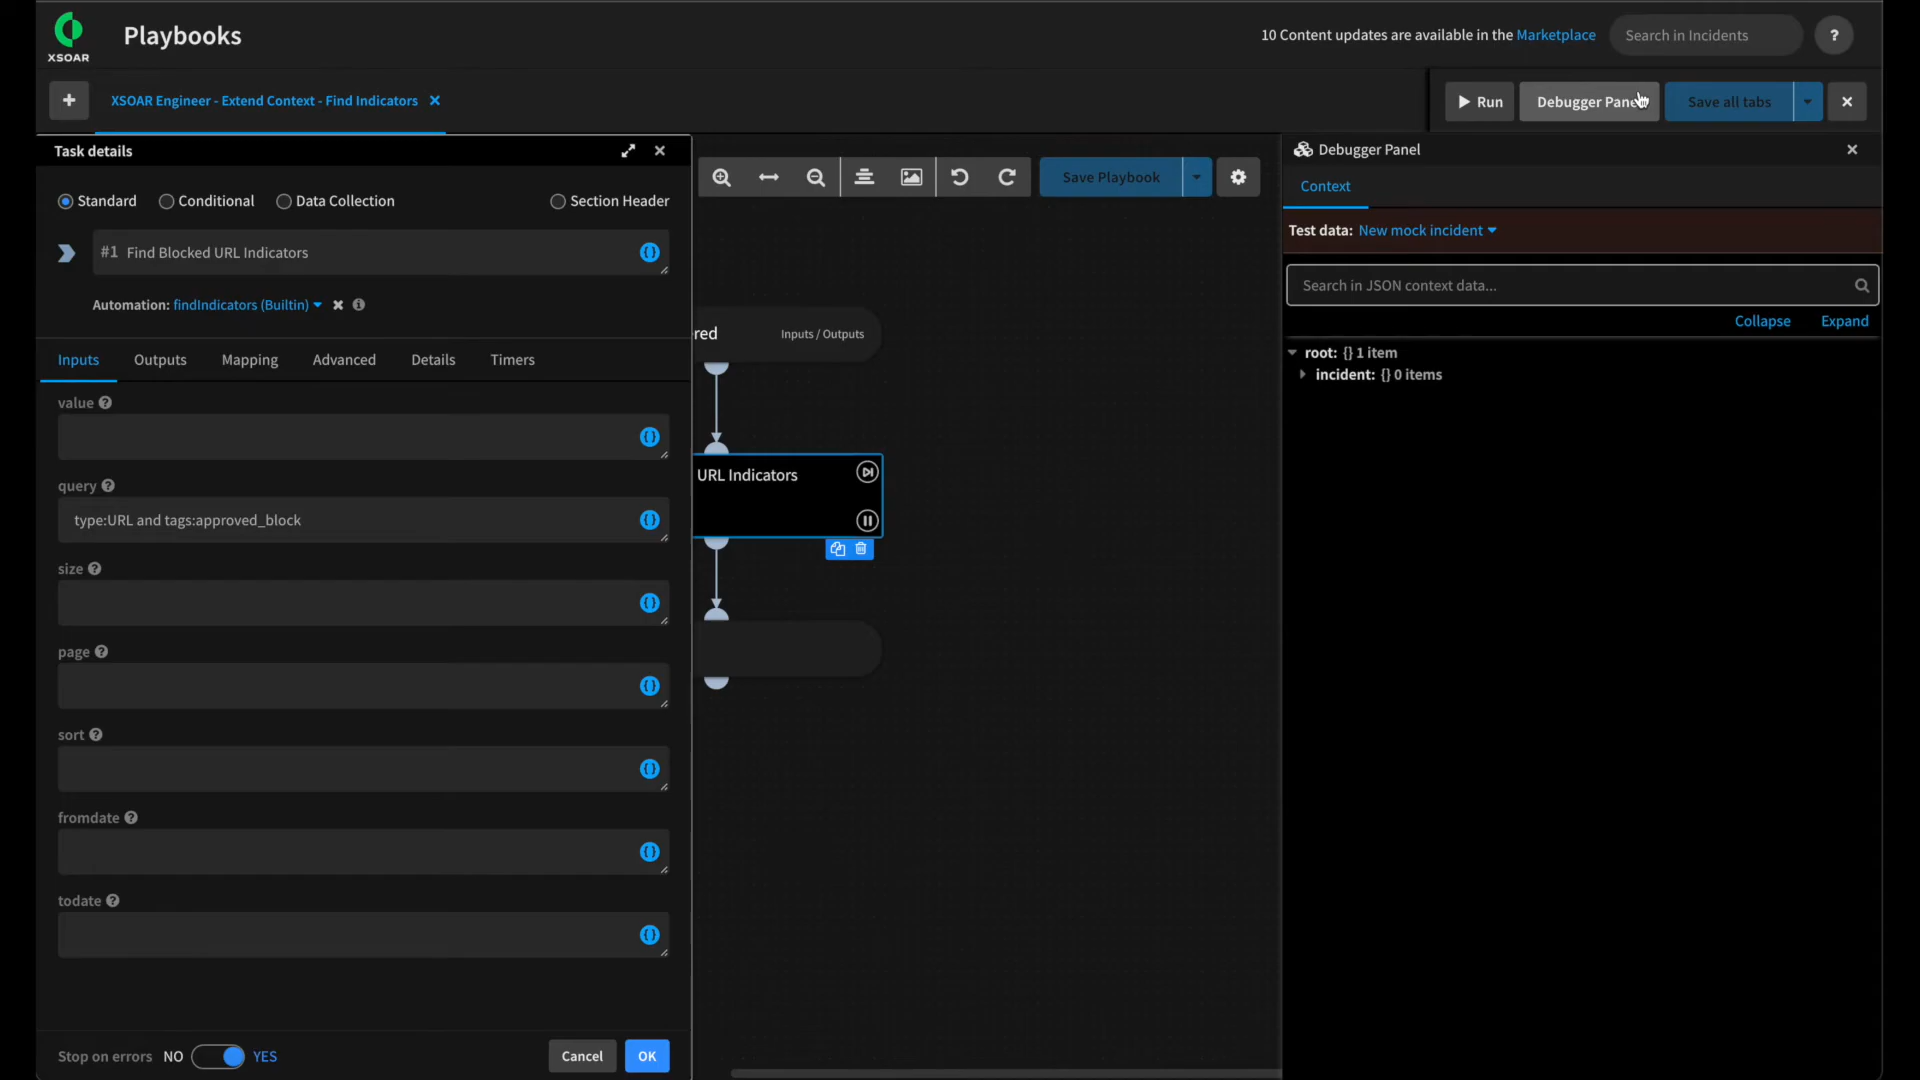 XSOAR
Playbooks
10 Content updates are available in the Marketplace
Search in Incidents
?
+
XSOAR Engineer - Extend Context - Find Indicators
Run
Debugger Panel
Save all tabs
Task details
Standard
Conditional
Data Collection
Section Header
#1 Find Blocked URL Indicators
Automation: findIndicators (Builtin)
Inputs
Outputs
Mapping
Advanced
Details
Timers
value
query
type:URL and tags:approved_block
size
page
sort
fromdate
todate
Stop on errors NO YES
Cancel
OK
Save Playbook
red
Inputs / Outputs
URL Indicators
Debugger Panel
Context
Test data: New mock incident
Search in JSON context data...
Collapse
Expand
root: {} 1 item
incident: {} 0 items